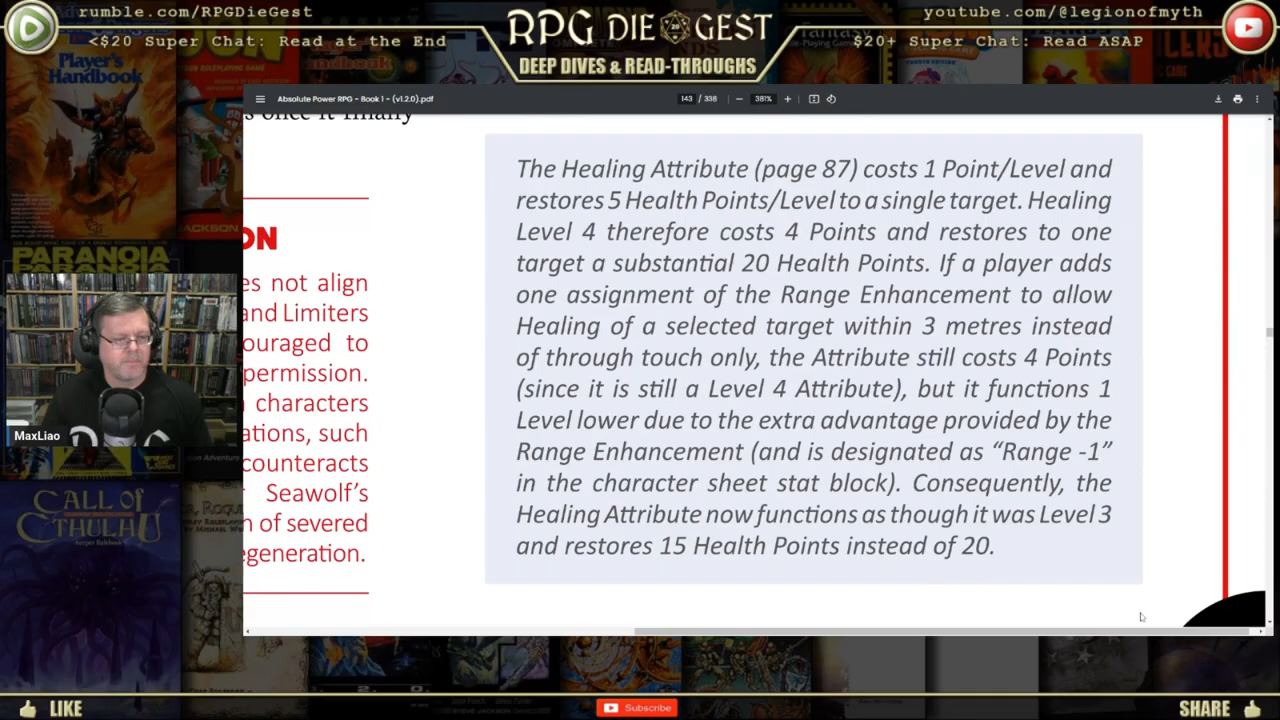 rumble.com/RPGDieGest
<$20 Super Chat: Read at the End
RPG DIE GEST
DEEP DIVES & READ-THROUGHS
youtube.com/@legionofmyth
$20+ Super Chat: Read ASAP
Player's
Handbook
JACKSON
PARANOIA
MaxLiao
CALL OF
CTHULHU
Absolute Power RPG - Book 1 - (v1.2.0).pdf
143 / 338
381%
s once it finally
ON
es not align
and Limiters
ouraged to
permission.
characters
ations, such
counteracts
Seawolf's
n of severed
egeneration.
The Healing Attribute (page 87) costs 1 Point/Level and
restores 5 Health Points/Level to a single target. Healing
Level 4 therefore costs 4 Points and restores to one
target a substantial 20 Health Points. If a player adds
one assignment of the Range Enhancement to allow
Healing of a selected target within 3 metres instead
of through touch only, the Attribute still costs 4 Points
(since it is still a Level 4 Attribute), but it functions 1
Level lower due to the extra advantage provided by the
Range Enhancement (and is designated as “Range -1”
in the character sheet stat block). Consequently, the
Healing Attribute now functions as though it was Level 3
and restores 15 Health Points instead of 20.
LIKE
Subscribe
SHARE